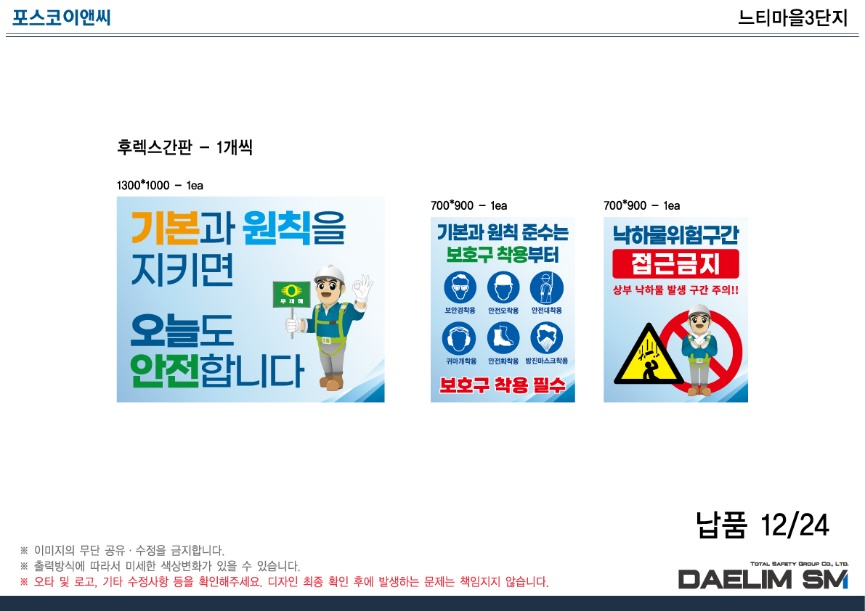 포스코이앤씨
느티마을3단지
후렉스간판 - 1개씩
1300*1000 - 1ea
기본과 원칙을
지키면
오늘도
안전합니다
무재해
700*900 - 1ea
기본과 원칙 준수는
보호구 착용부터
보안경착용 안전모착용 안전대착용
귀마개착용 안전화착용 방진마스크착용
보호구 착용 필수
700*900 - 1ea
낙하물위험구간
접근금지
상부 낙하물 발생 구간 주의!!
납품 12/24
※ 이미지의 무단 공유·수정을 금지합니다.
※ 출력방식에 따라서 미세한 색상변화가 있을 수 있습니다.
※ 오타 및 로고, 기타 수정사항 등을 확인해주세요. 디자인 최종 확인 후에 발생하는 문제는 책임지지 않습니다.
TOTAL SAFETY GROUP CO., LTD.
DAELIM SM